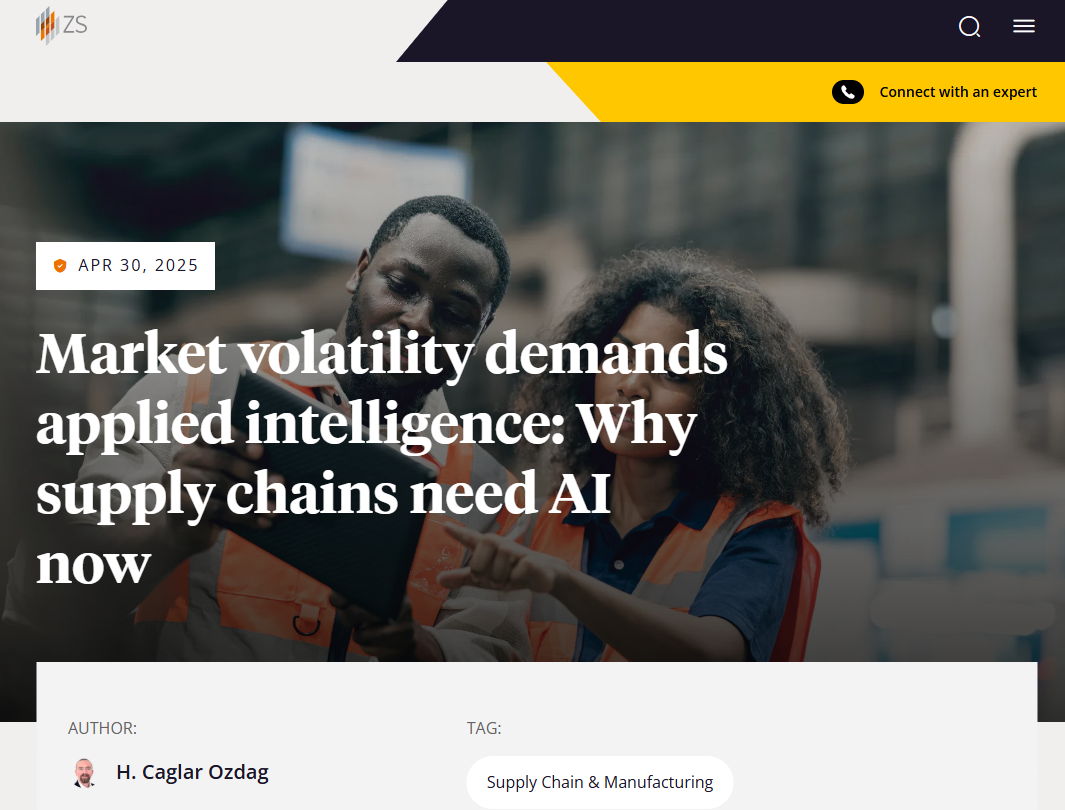 ZS
Connect with an expert
APR 30, 2025
Market volatility demands
applied intelligence: Why
supply chains need AI
now
AUTHOR:
TAG:
H. Caglar Ozdag
Supply Chain & Manufacturing